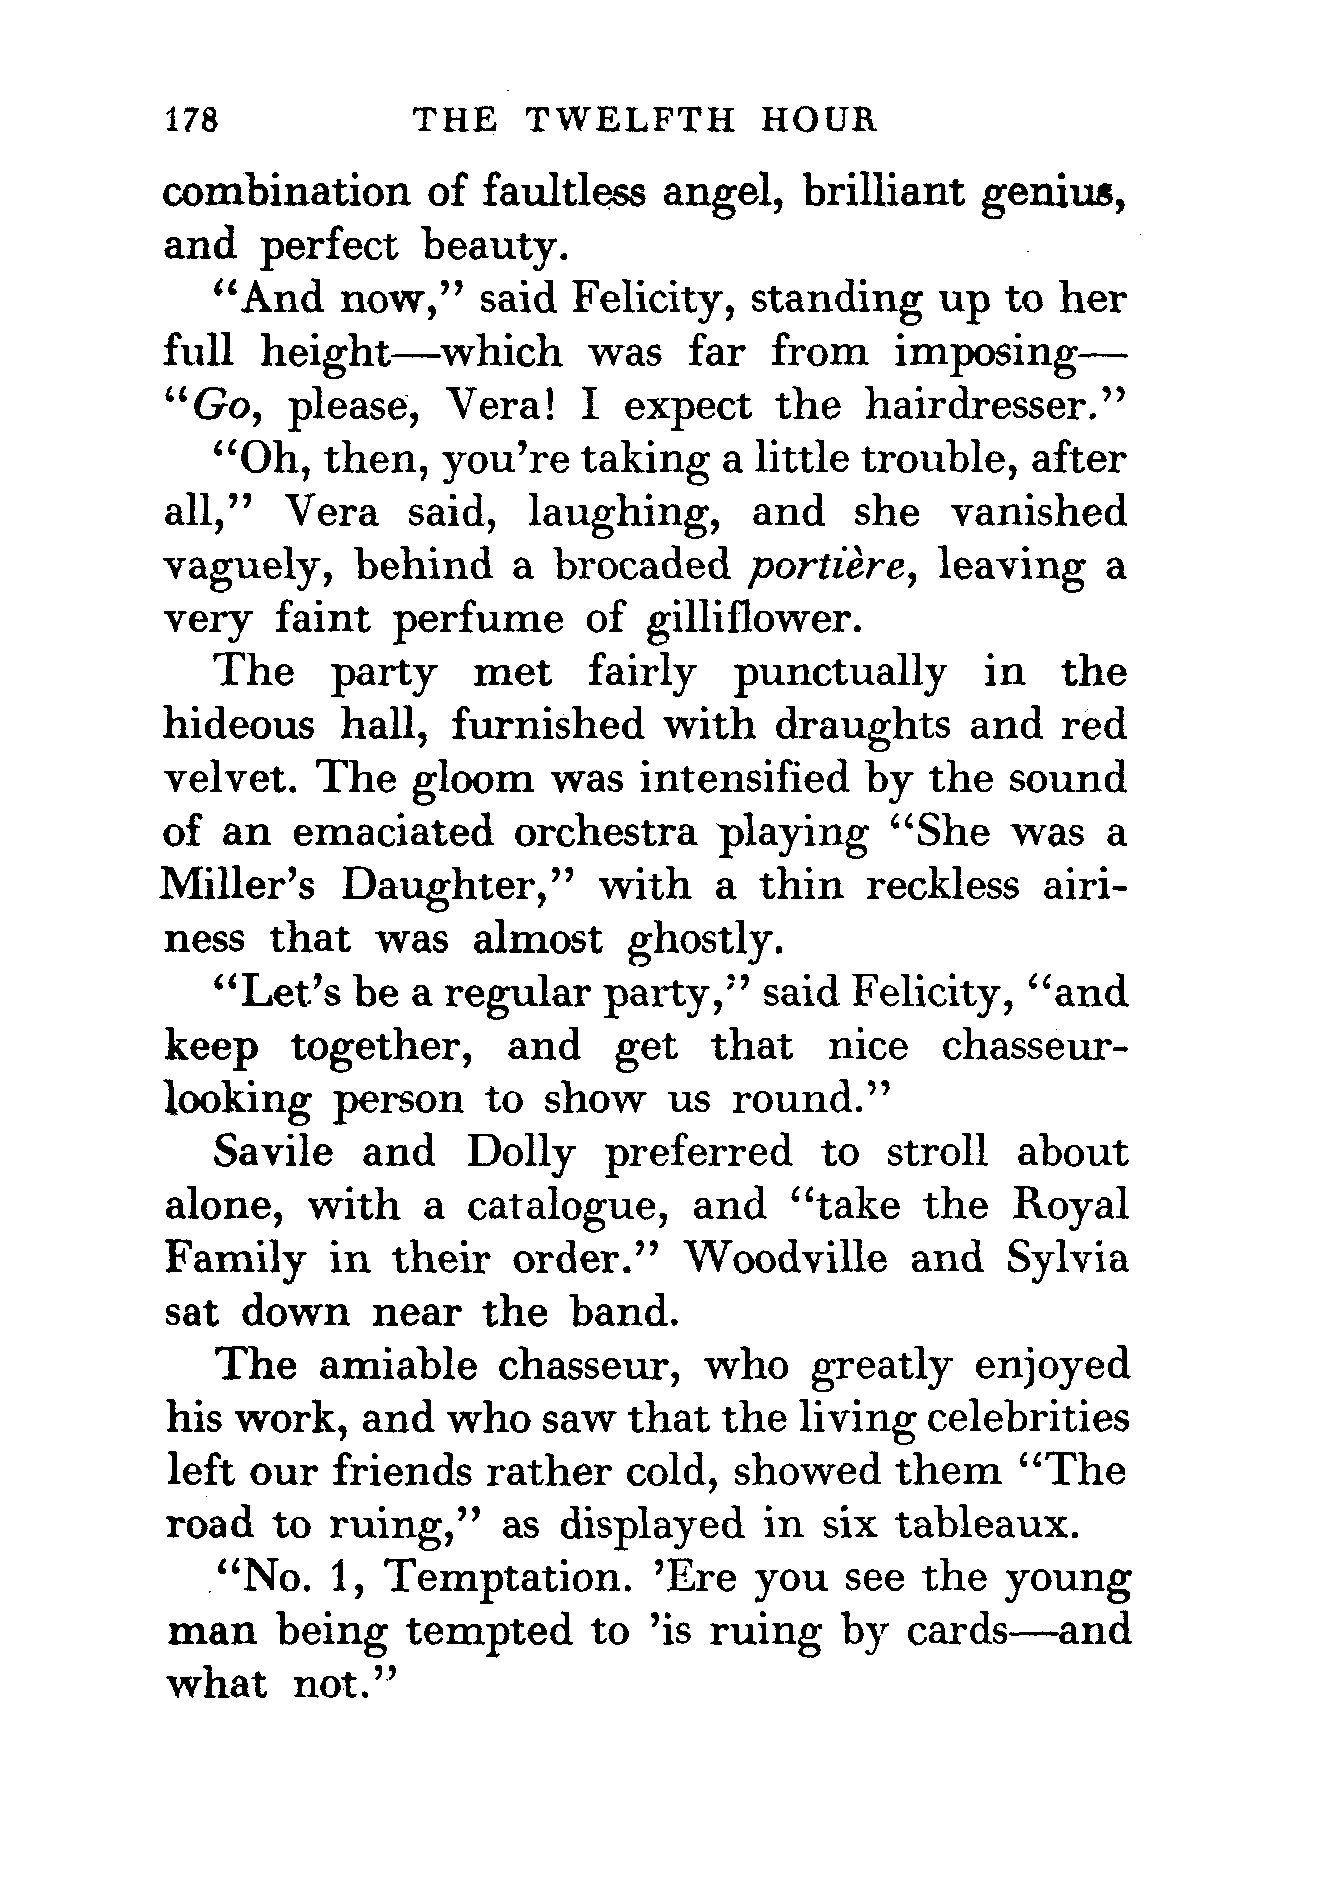 178 THE TWELFTH HOUR
combination of faultless angel, brilliant genius,
and perfect beauty.
“And now,” said Felicity, standing up to her
full height—which was far from imposing—
“Go, please, Vera! I expect the hairdresser.”
“Oh, then, you’re taking a little trouble, after
all,” Vera said, laughing, and she vanished
vaguely, behind a brocaded portière, leaving a
very faint perfume of gilliflower.
The party met fairly punctually in the
hideous hall, furnished with draughts and red
velvet. The gloom was intensified by the sound
of an emaciated orchestra playing “She was a
Miller’s Daughter,” with a thin reckless airi-
ness that was almost ghostly.
“Let’s be a regular party,” said Felicity, “and
keep together, and get that nice chasseur-
looking person to show us round.”
Savile and Dolly preferred to stroll about
alone, with a catalogue, and “take the Royal
Family in their order.” Woodville and Sylvia
sat down near the band.
The amiable chasseur, who greatly enjoyed
his work, and who saw that the living celebrities
left our friends rather cold, showed them “The
road to ruing,” as displayed in six tableaux.
“No. 1, Temptation. ’Ere you see the young
man being tempted to ’is ruing by cards—and
what not.”